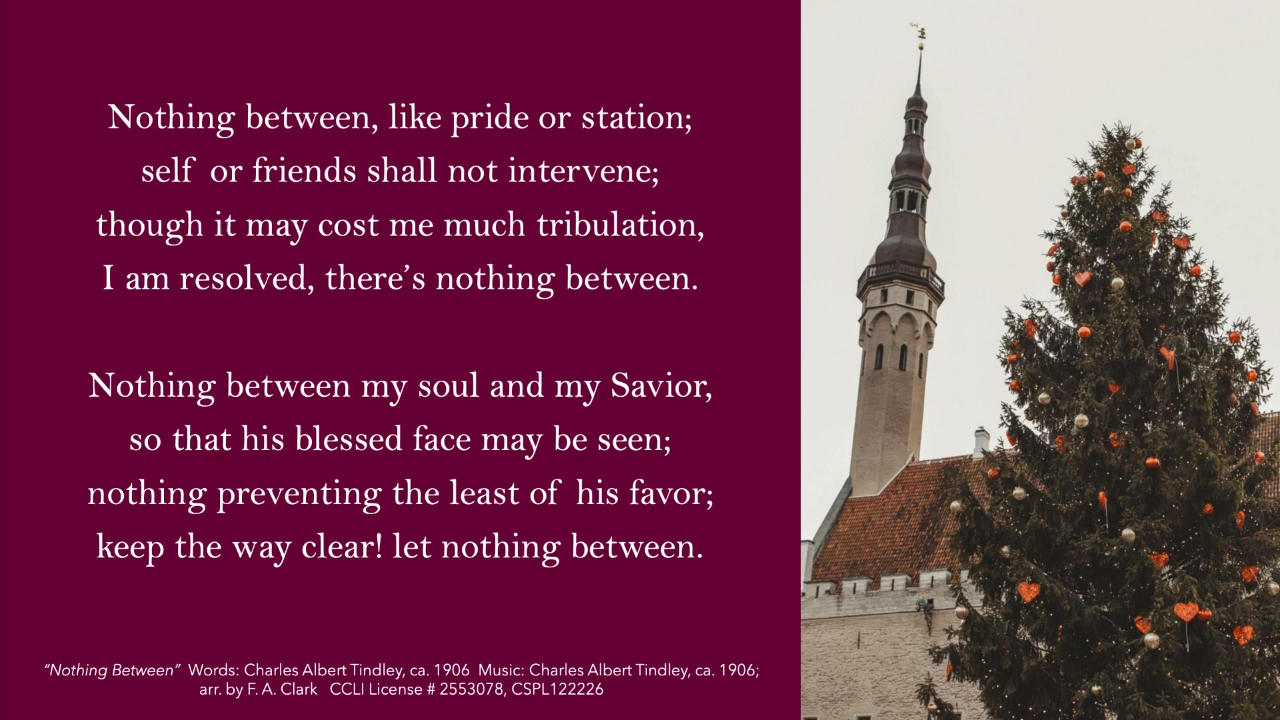 Nothing between, like pride or station;
self or friends shall not intervene;
though it may cost me much tribulation,
I am resolved, there’s nothing between.
Nothing between my soul and my Savior,
so that his blessed face may be seen;
nothing preventing the least of his favor;
keep the way clear! let nothing between.
“Nothing Between” Words: Charles Albert Tindley, ca. 1906 Music: Charles Albert Tindley, ca. 1906;
arr. by F. A. Clark CCLI License # 2553078, CSPL122226